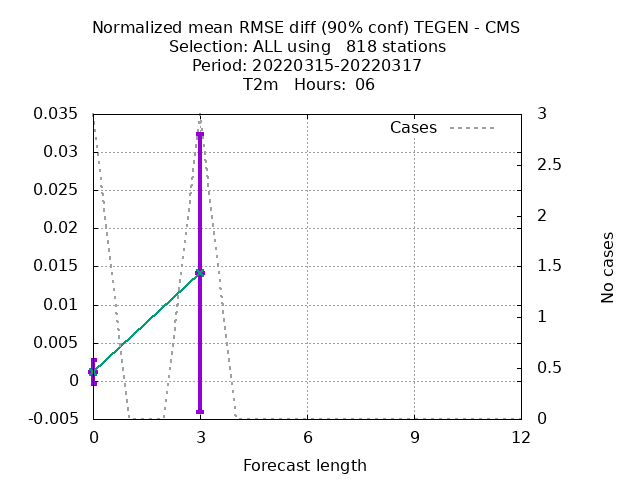 Normalized mean RMSE diff (90% conf) TEGEN - CMS
Selection: ALL using   818 stations
Period: 20220315-20220317
T2m   Hours:  06
0.035
0.03
0.025
0.02
0.015
0.01
0.005
0
-0.005
Cases
3
2.5
2
1.5
1
0.5
0
No cases
0 3 6 9 12
Forecast length